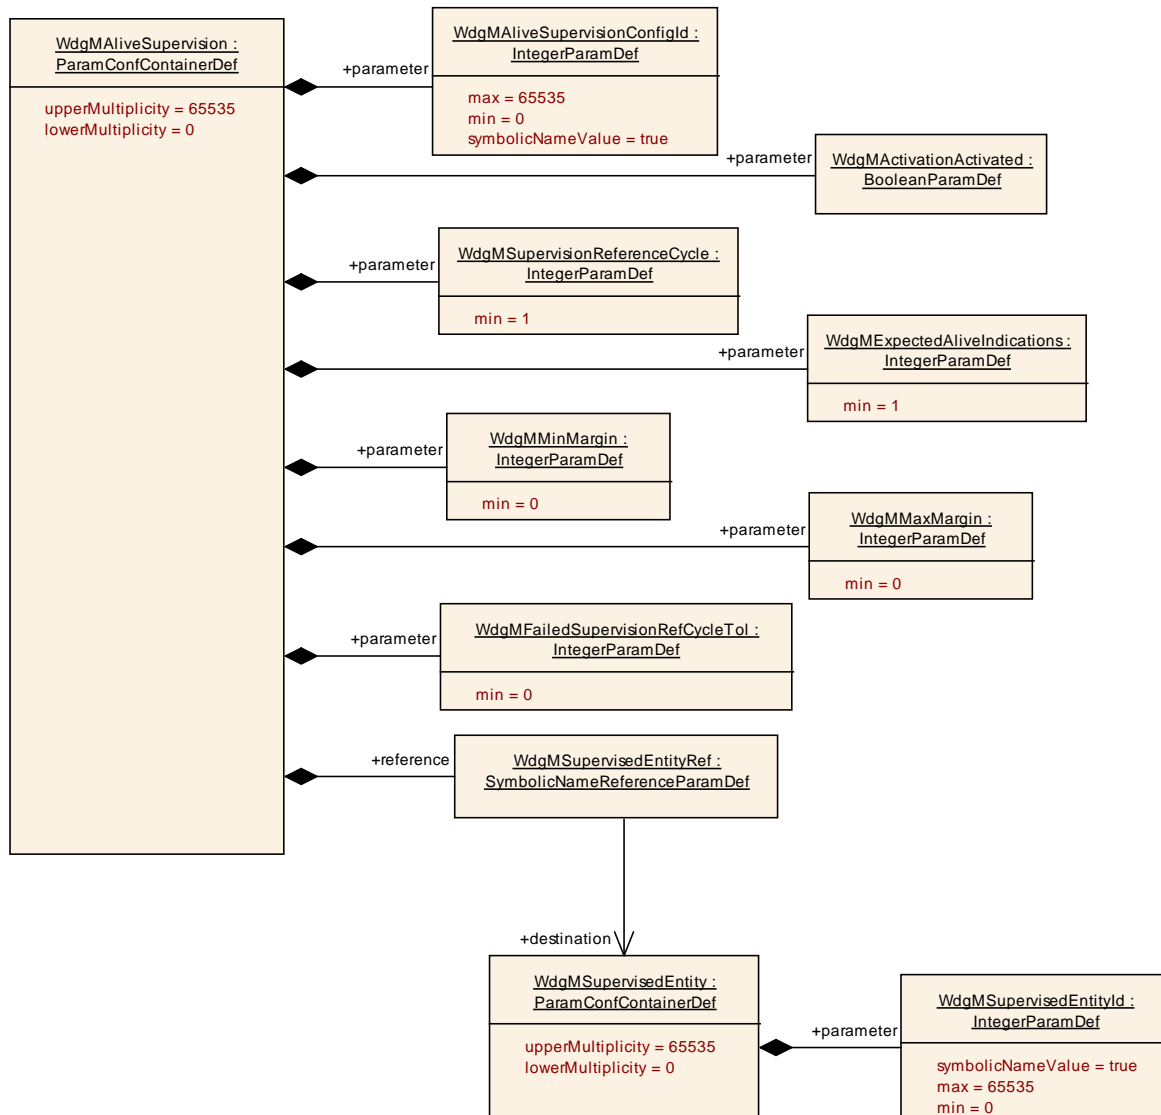 WdgMAliveSupervision :
ParamConfContainerDef
upperMultiplicity = 65535
lowerMultiplicity = 0
+parameter
WdgMAliveSupervisionConfigId :
IntegerParamDef
max = 65535
min = 0
symbolicNameValue = true
+parameter
WdgMActivationActivated :
BooleanParamDef
+parameter
WdgMSupervisionReferenceCycle :
IntegerParamDef
min = 1
+parameter
WdgMExpectedAliveIndications :
IntegerParamDef
min = 1
+parameter
WdgMMinMargin :
IntegerParamDef
min = 0
+parameter
WdgMMaxMargin :
IntegerParamDef
min = 0
+parameter
WdgMFailedSupervisionRefCycleTol :
IntegerParamDef
min = 0
+reference
WdgMSupervisedEntityRef :
SymbolicNameReferenceParamDef
+destination
WdgMSupervisedEntity :
ParamConfContainerDef
upperMultiplicity = 65535
lowerMultiplicity = 0
+parameter
WdgMSupervisedEntityId :
IntegerParamDef
symbolicNameValue = true
max = 65535
min = 0